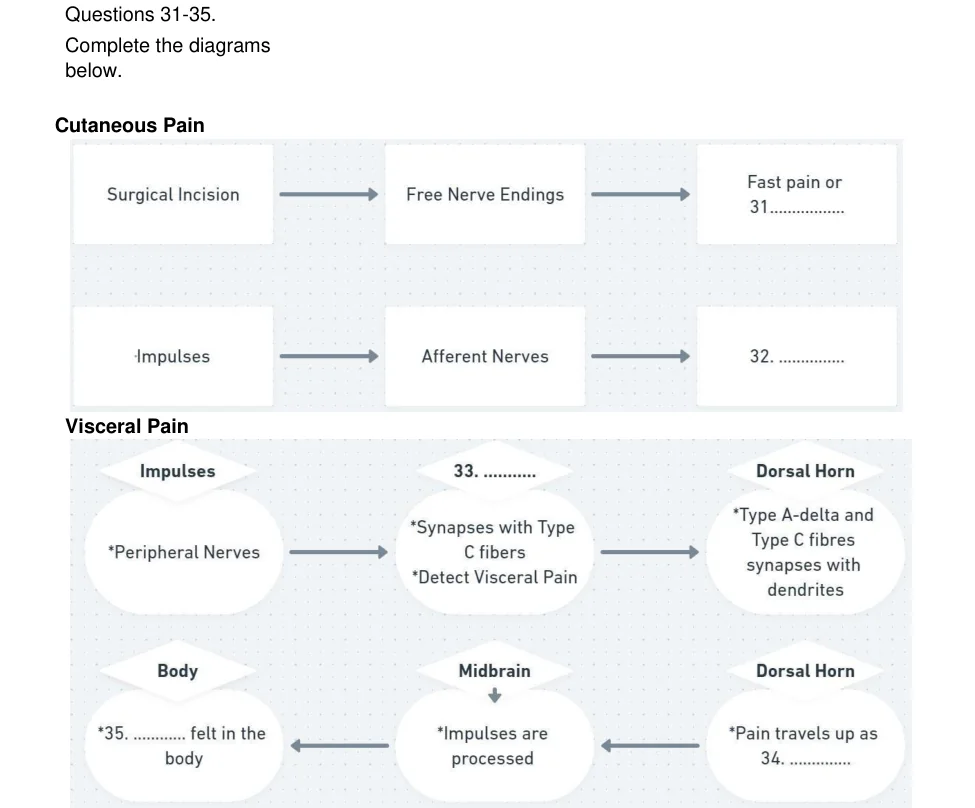 Questions 31-35.
Complete the diagrams
below.
Cutaneous Pain
Surgical Incision
Free Nerve Endings
Fast pain or
31.................
Impulses
Afferent Nerves
32. ...............
Visceral Pain
Impulses
*Peripheral Nerves
33. ...........
*Synapses with Type
C fibers
*Detect Visceral Pain
Dorsal Horn
*Type A-delta and
Type C fibres
synapses with
dendrites
Body
*35. ............ felt in the
body
Midbrain
*Impulses are
processed
Dorsal Horn
*Pain travels up as
34. ..............